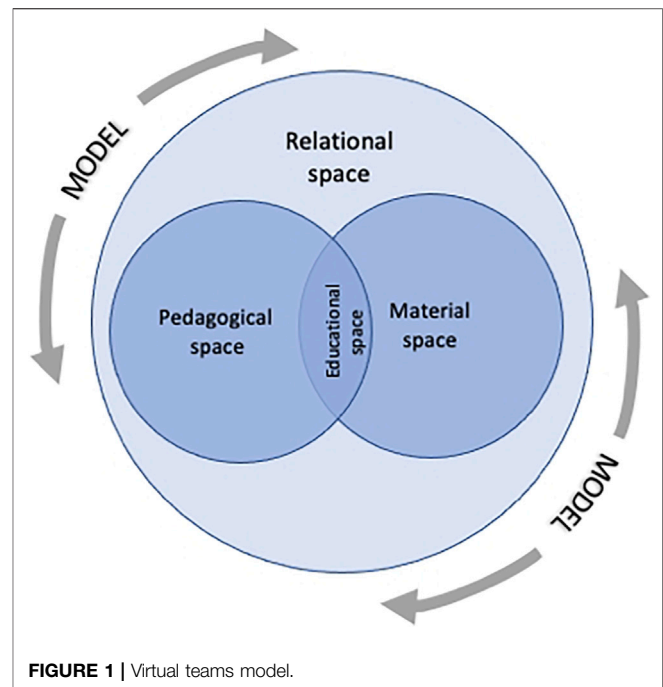 MODEL
Relational
space
Pedagogical
space
Educational
space
Material
space
MODEL
FIGURE 1 | Virtual teams model.